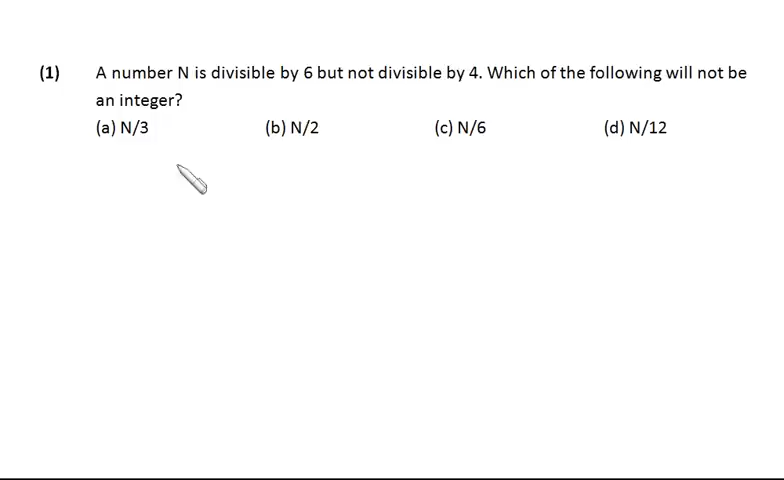 (1) A number N is divisible by 6 but not divisible by 4. Which of the following will not be
an integer?
(a) N/3 (b) N/2 (c) N/6 (d) N/12